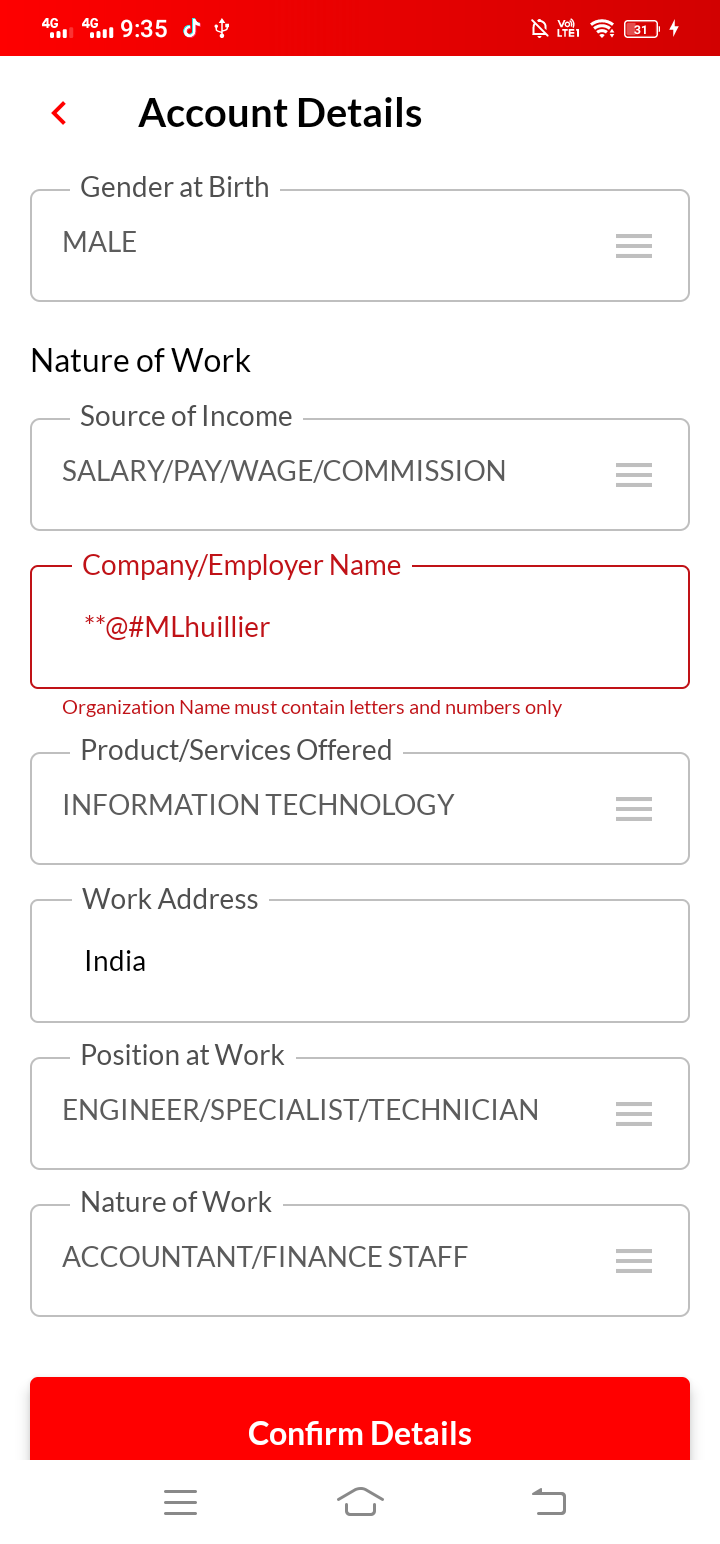 4G 4G 9:35 Vo) LTE1 31
Account Details
Gender at Birth
MALE
Nature of Work
Source of Income
SALARY/PAY/WAGE/COMMISSION
Company/Employer Name
**@#MLhuillier
Organization Name must contain letters and numbers only
Product/Services Offered
INFORMATION TECHNOLOGY
Work Address
India
Position at Work
ENGINEER/SPECIALIST/TECHNICIAN
Nature of Work
ACCOUNTANT/FINANCE STAFF
Confirm Details